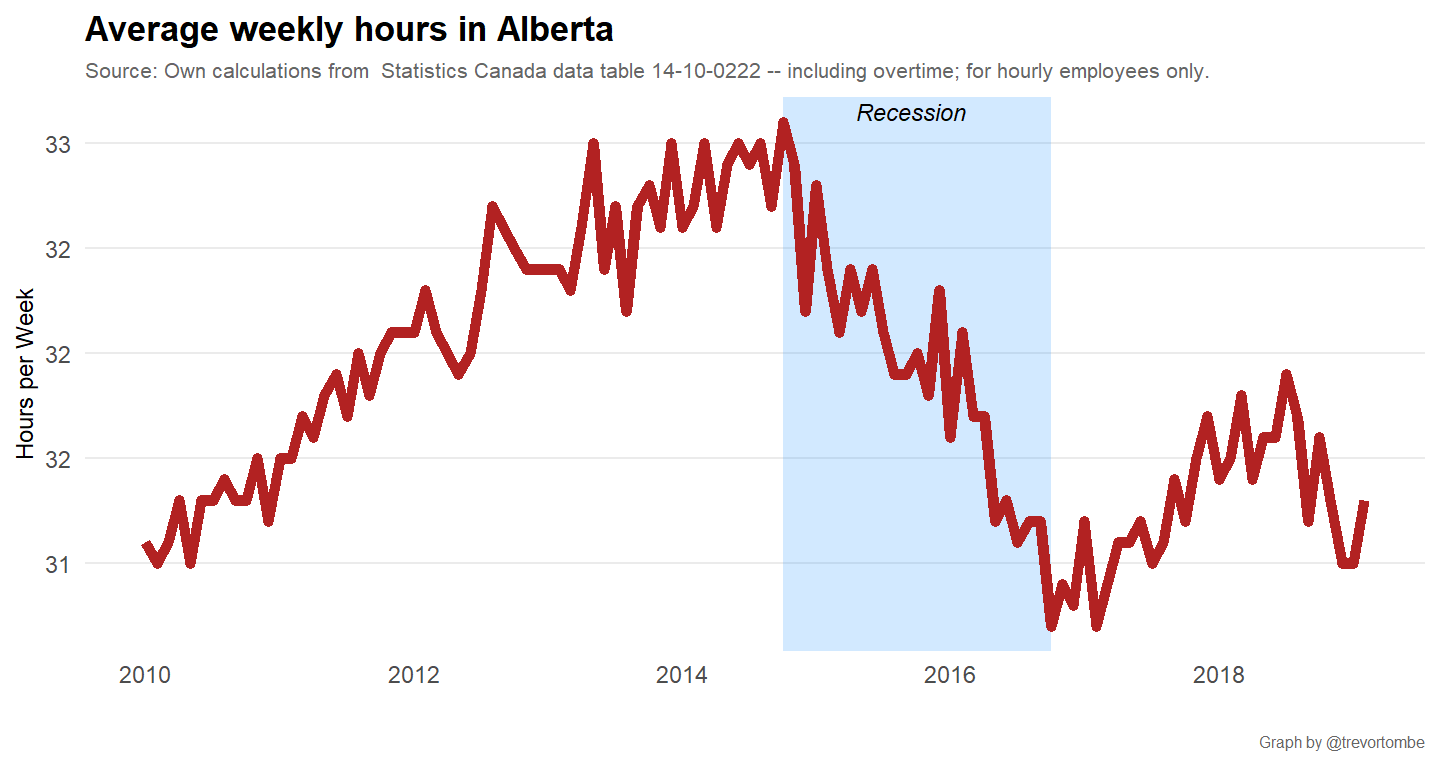 Average weekly hours in Alberta
Source: Own calculations from  Statistics Canada data table 14-10-0222 -- including overtime; for hourly employees only.
Recession
Hours per Week
33
32
32
32
31
2010 2012 2014 2016 2018
Graph by @trevortombe